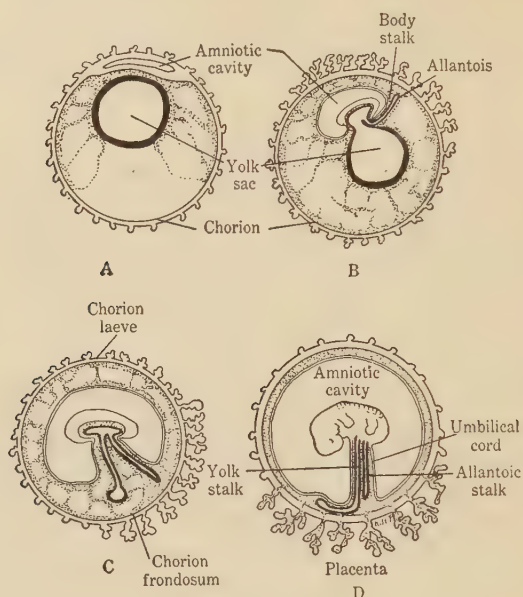 Amniotic
cavity
Body
stalk
Allantois
Yolk
sac
Chorion
A
B
Chorion
laeve
Amniotic
cavity
Umbilical
cord
Yolk
stalk
Allantoic
stalk
Chorion
frondosum
C
Placenta
D